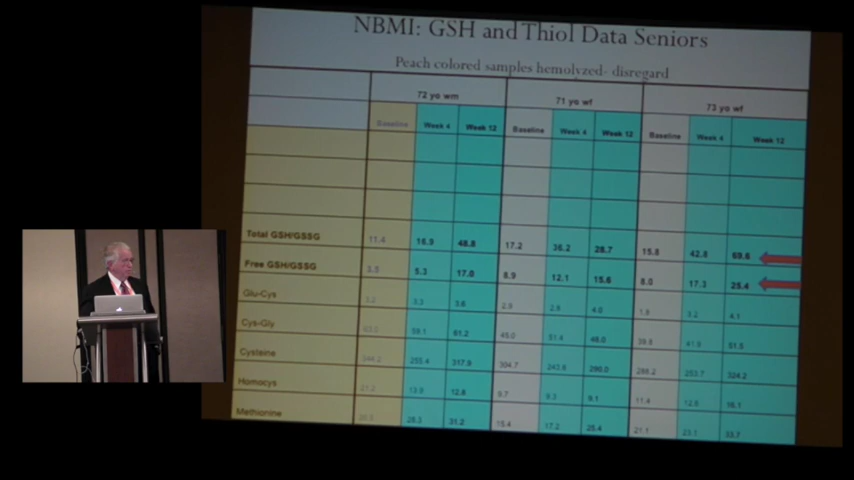 NBMI: GSH and Thiol Data Seniors
Peach colored samples hemolyzed- disregard
72 yo wm 71 yo wf 73 yo wf
Baseline Week 4 Week 12 Baseline Week 4 Week 12 Baseline Week 4 Week 12
Total GSH/GSSG 11.4 16.9 48.8 17.2 36.2 28.7 15.8 42.8 69.6
Free GSH/GSSG 5.3 17.0 8.9 12.1 15.6 8.0 17.3 25.4
Glu-Cys 3.2 3.3 3.6 2.9 2.8 4.0 1.9 3.2 4.1
Cys-Gly 59.1 61.2 45.0 51.4 46.0 39.8 41.9 51.5
Cysteine 244.2 255.4 317.9 304.7 243.6 290.0 288.2 253.7 324.2
Homocys 13.9 12.6 9.7 9.3 9.1 11.4 12.9 16.1
Methionine 28.3 31.2 15.4 17.2 25.4 21.1 23.1 33.7